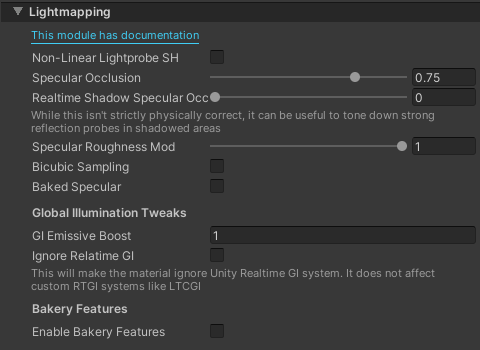 Lightmapping
This module has documentation
Non-Linear Lightprobe SH
Specular Occlusion 0.75
Realtime Shadow Specular Occ 0
While this isn't strictly physically correct, it can be useful to tone down strong
reflection probes in shadowed areas
Specular Roughness Mod 1
Bicubic Sampling
Baked Specular
Global Illumination Tweaks
GI Emissive Boost 1
Ignore Relatime GI
This will make the material ignore Unity Realtime GI system. It does not affect
custom RTGI systems like LTCGI
Bakery Features
Enable Bakery Features